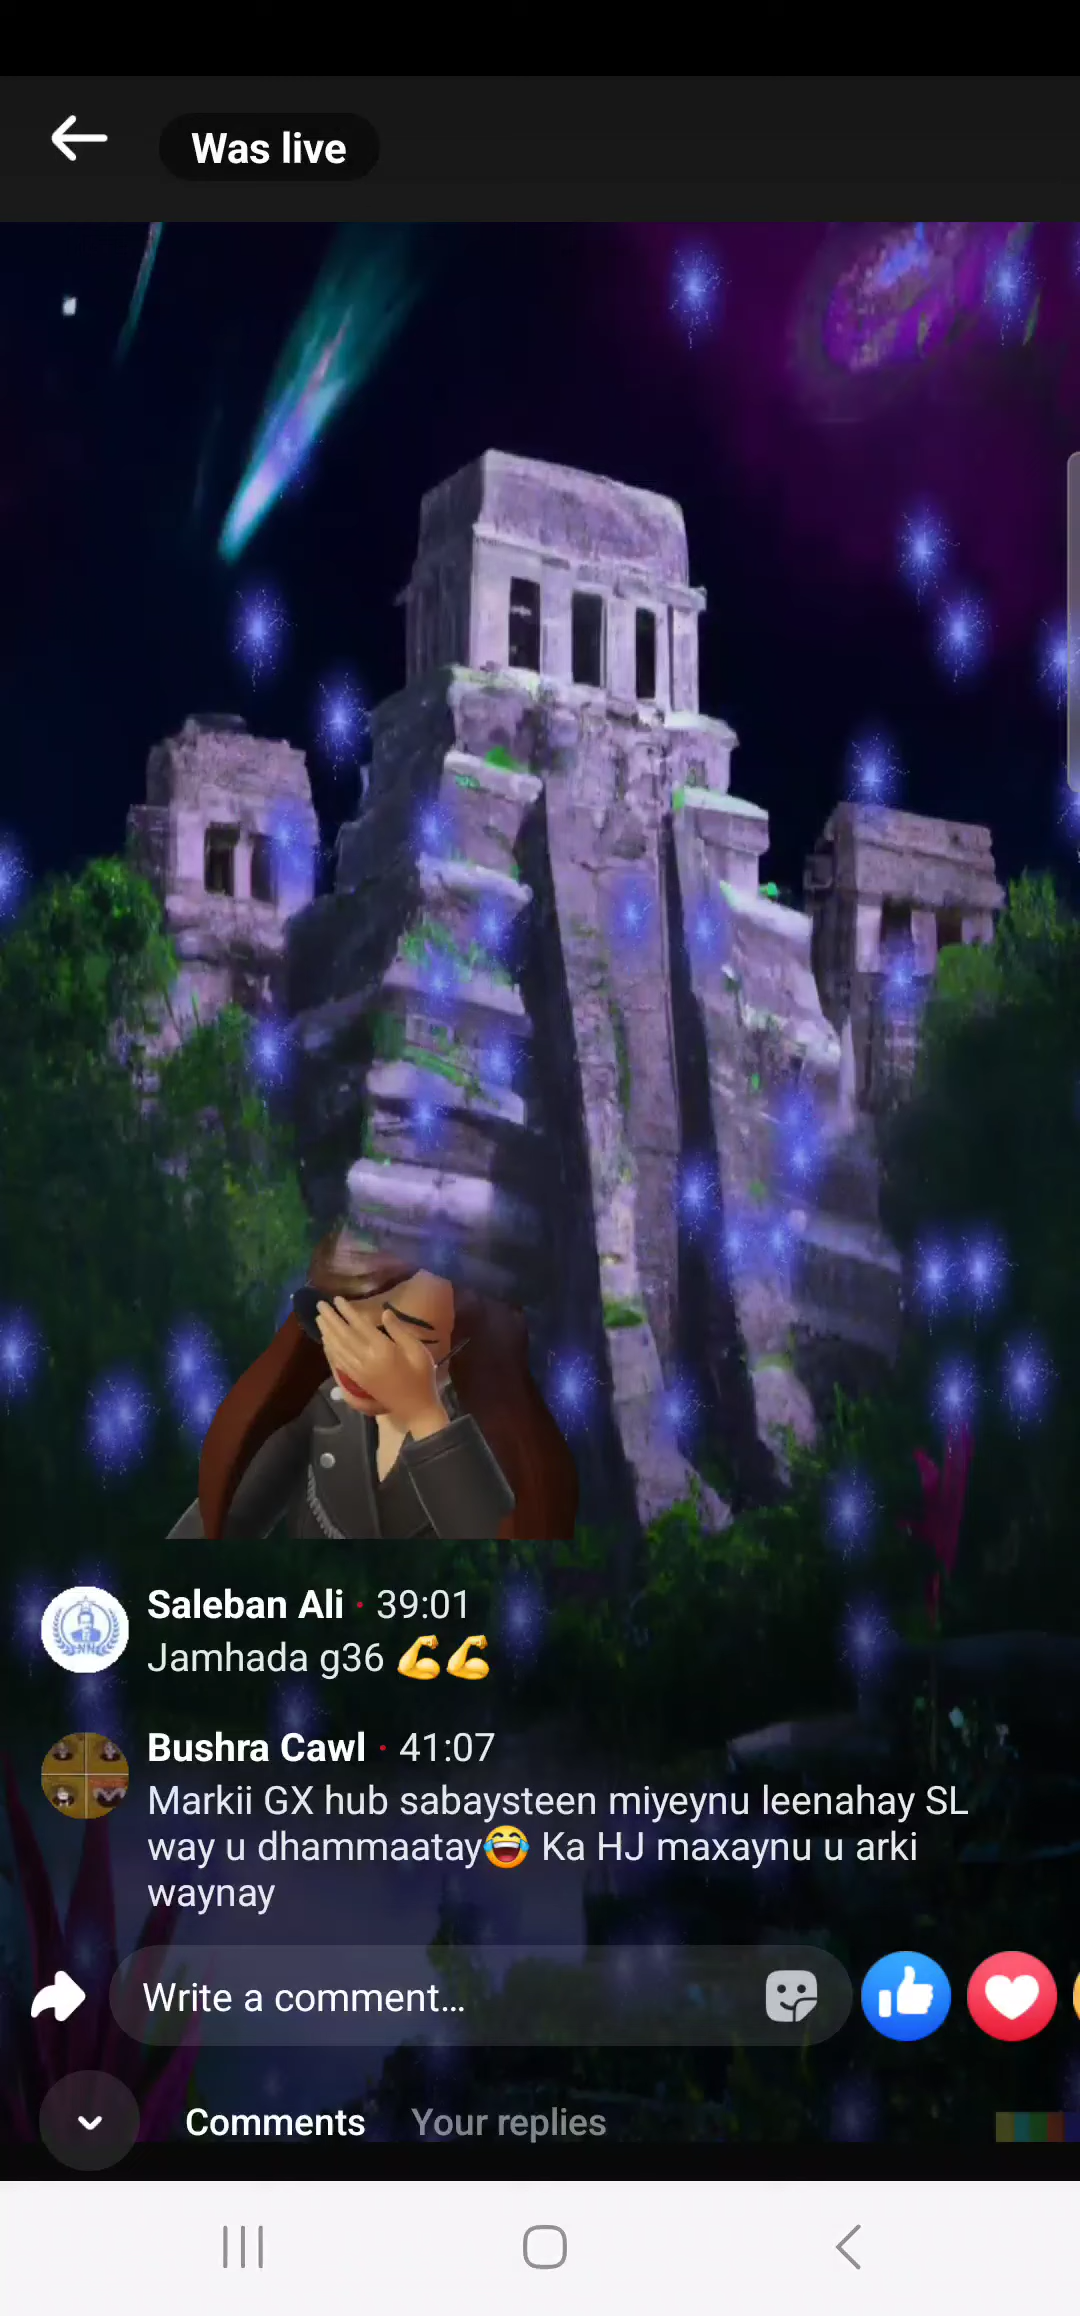 Was live
Saleban Ali · 39:01
Jamhada g36 💪💪
Bushra Cawl · 41:07
Markii GX hub sabaysteen miyeynu leenahay SL
way u dhammaatay😂 Ka HJ maxaynu u arki
waynay
Write a comment...
Comments Your replies